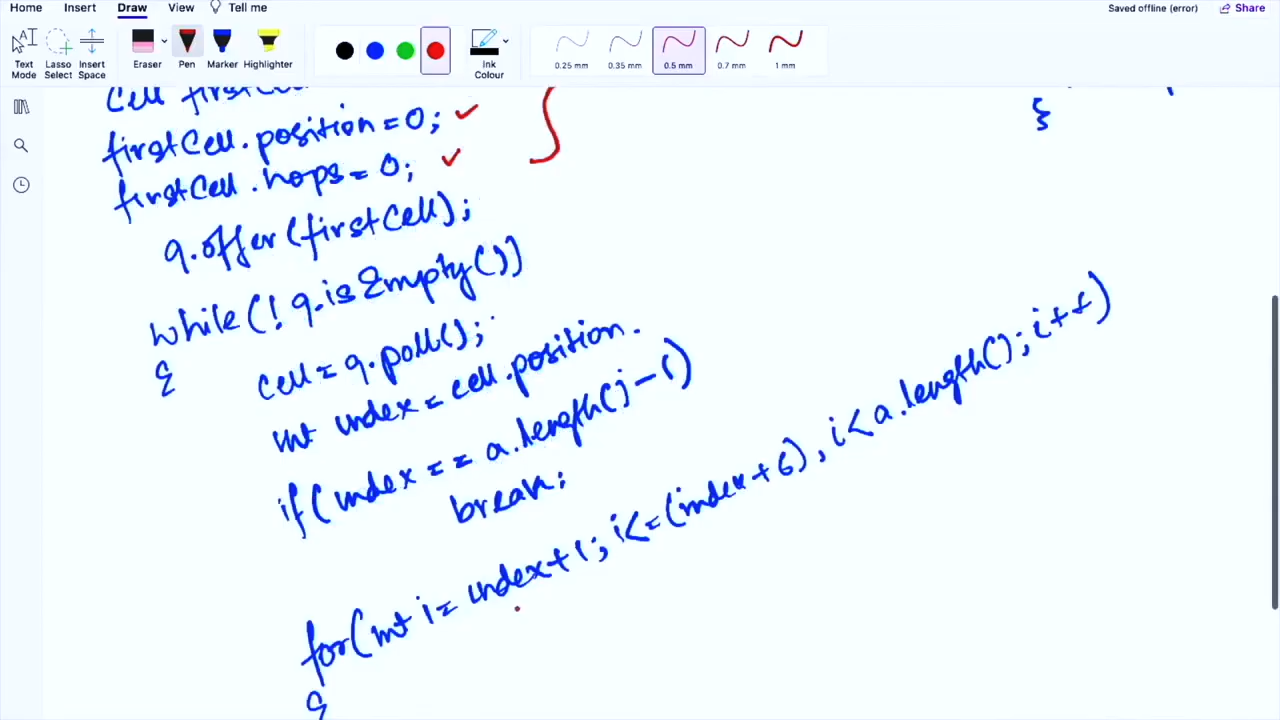 Home Insert Draw View Tell me
Saved offline (error) Share
Text Mode
Lasso Select
Insert Space
Eraser
Pen
Marker
Highlighter
Ink Colour
0.25 mm 0.35 mm 0.5 mm 0.7 mm 1 mm
Cell
firstCell.position=0;
firstCell.hops=0;
}
q.offer(firstCell);
while(! q.isEmpty())
{
cell = q.poll();
int index = cell.position.
if(index == a.length()-1)
break;
for(int i= index+1; i<=(index+6), i< a.length(); i++)
{